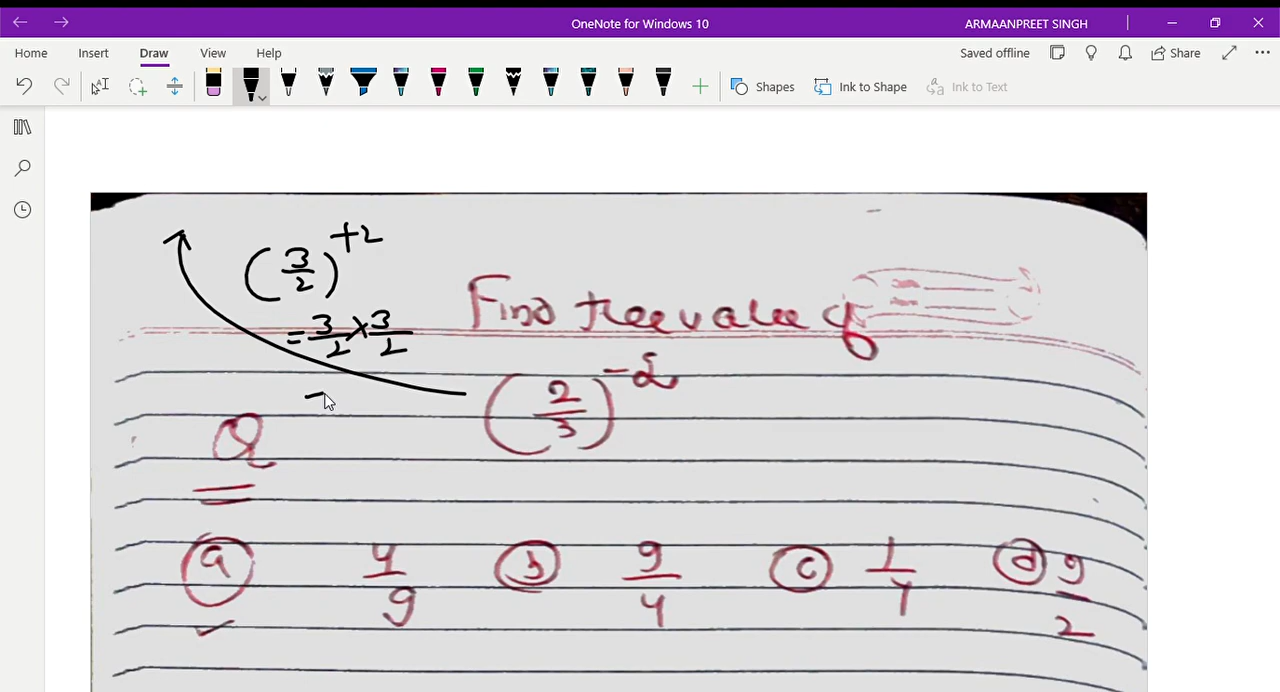 OneNote for Windows 10
ARMAANPREET SINGH
Home Insert Draw View Help
Saved offline Share
Shapes Ink to Shape Ink to Text
(3/2)^+2
= 3/2 × 3/2
Find the value of
(2/3)^-2
Q
(a) 4/9 (b) 9/4 (c) 1/4 (d) 9/2